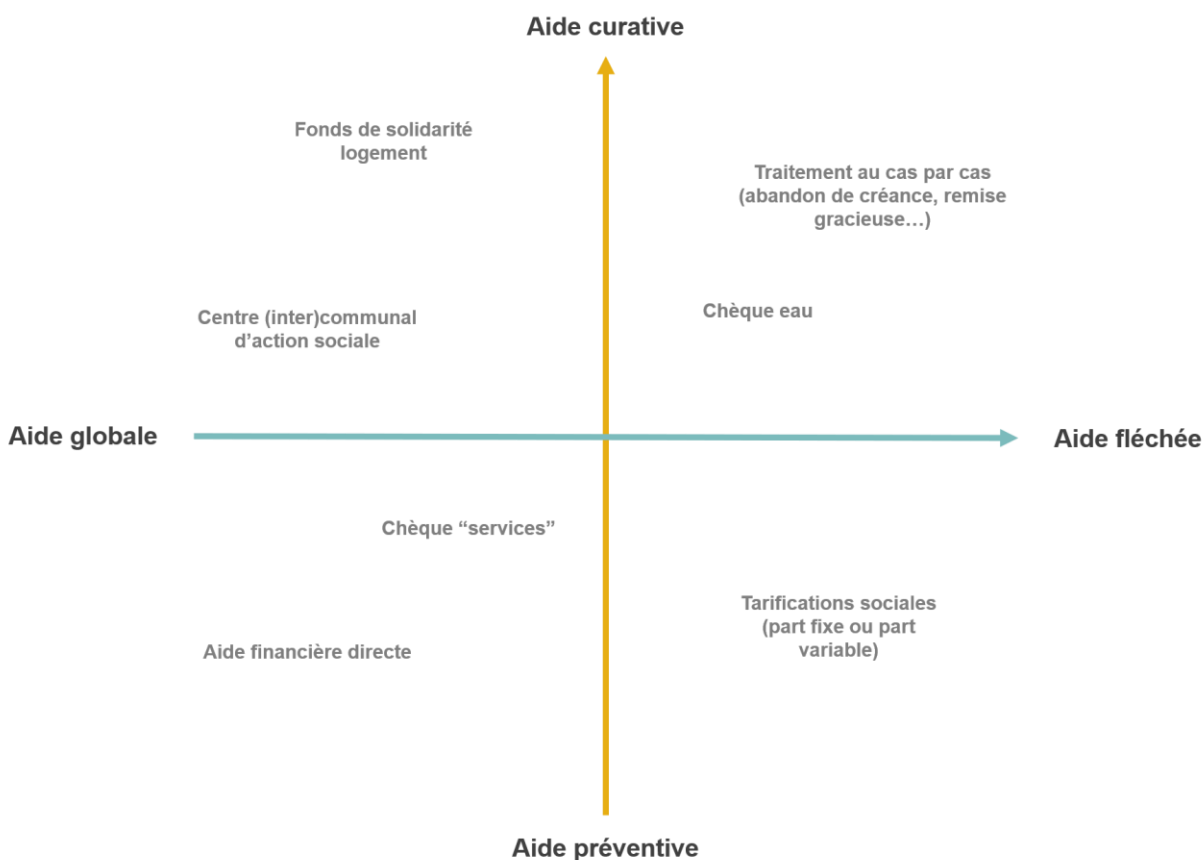 Aide curative
Fonds de solidarité
logement
Traitement au cas par cas
(abandon de créance, remise
gracieuse…)
Centre (inter)communal
d’action sociale
Chèque eau
Aide globale
Aide fléchée
Chèque “services”
Tarifications sociales
(part fixe ou part
variable)
Aide financière directe
Aide préventive